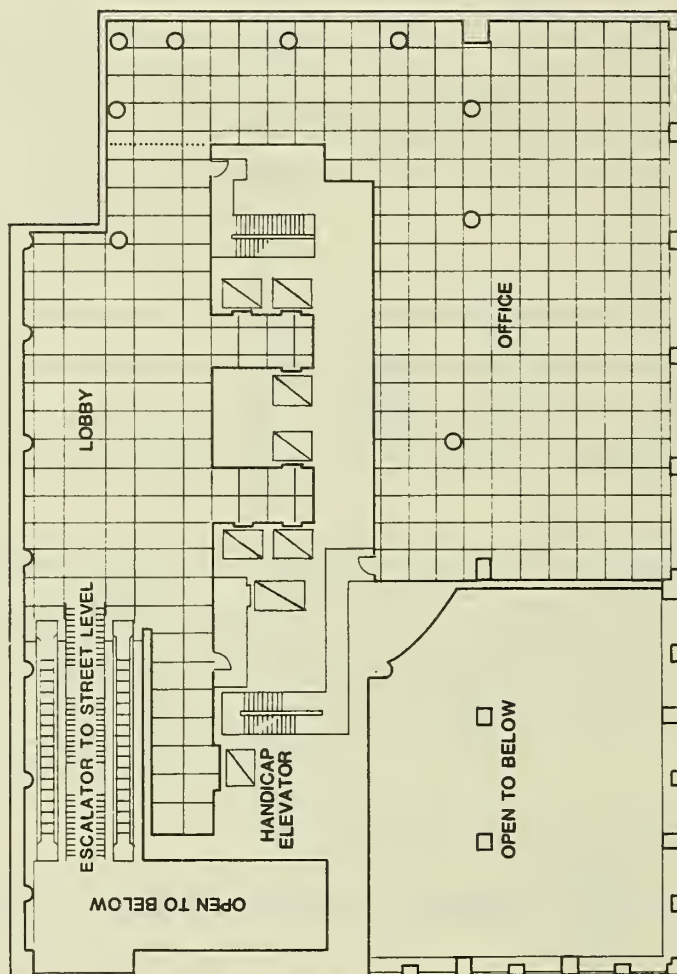 LOBBY
OFFICE
ESCALATOR TO STREET LEVEL
HANDICAP
ELEVATOR
OPEN TO BELOW
OPEN TO BELOW